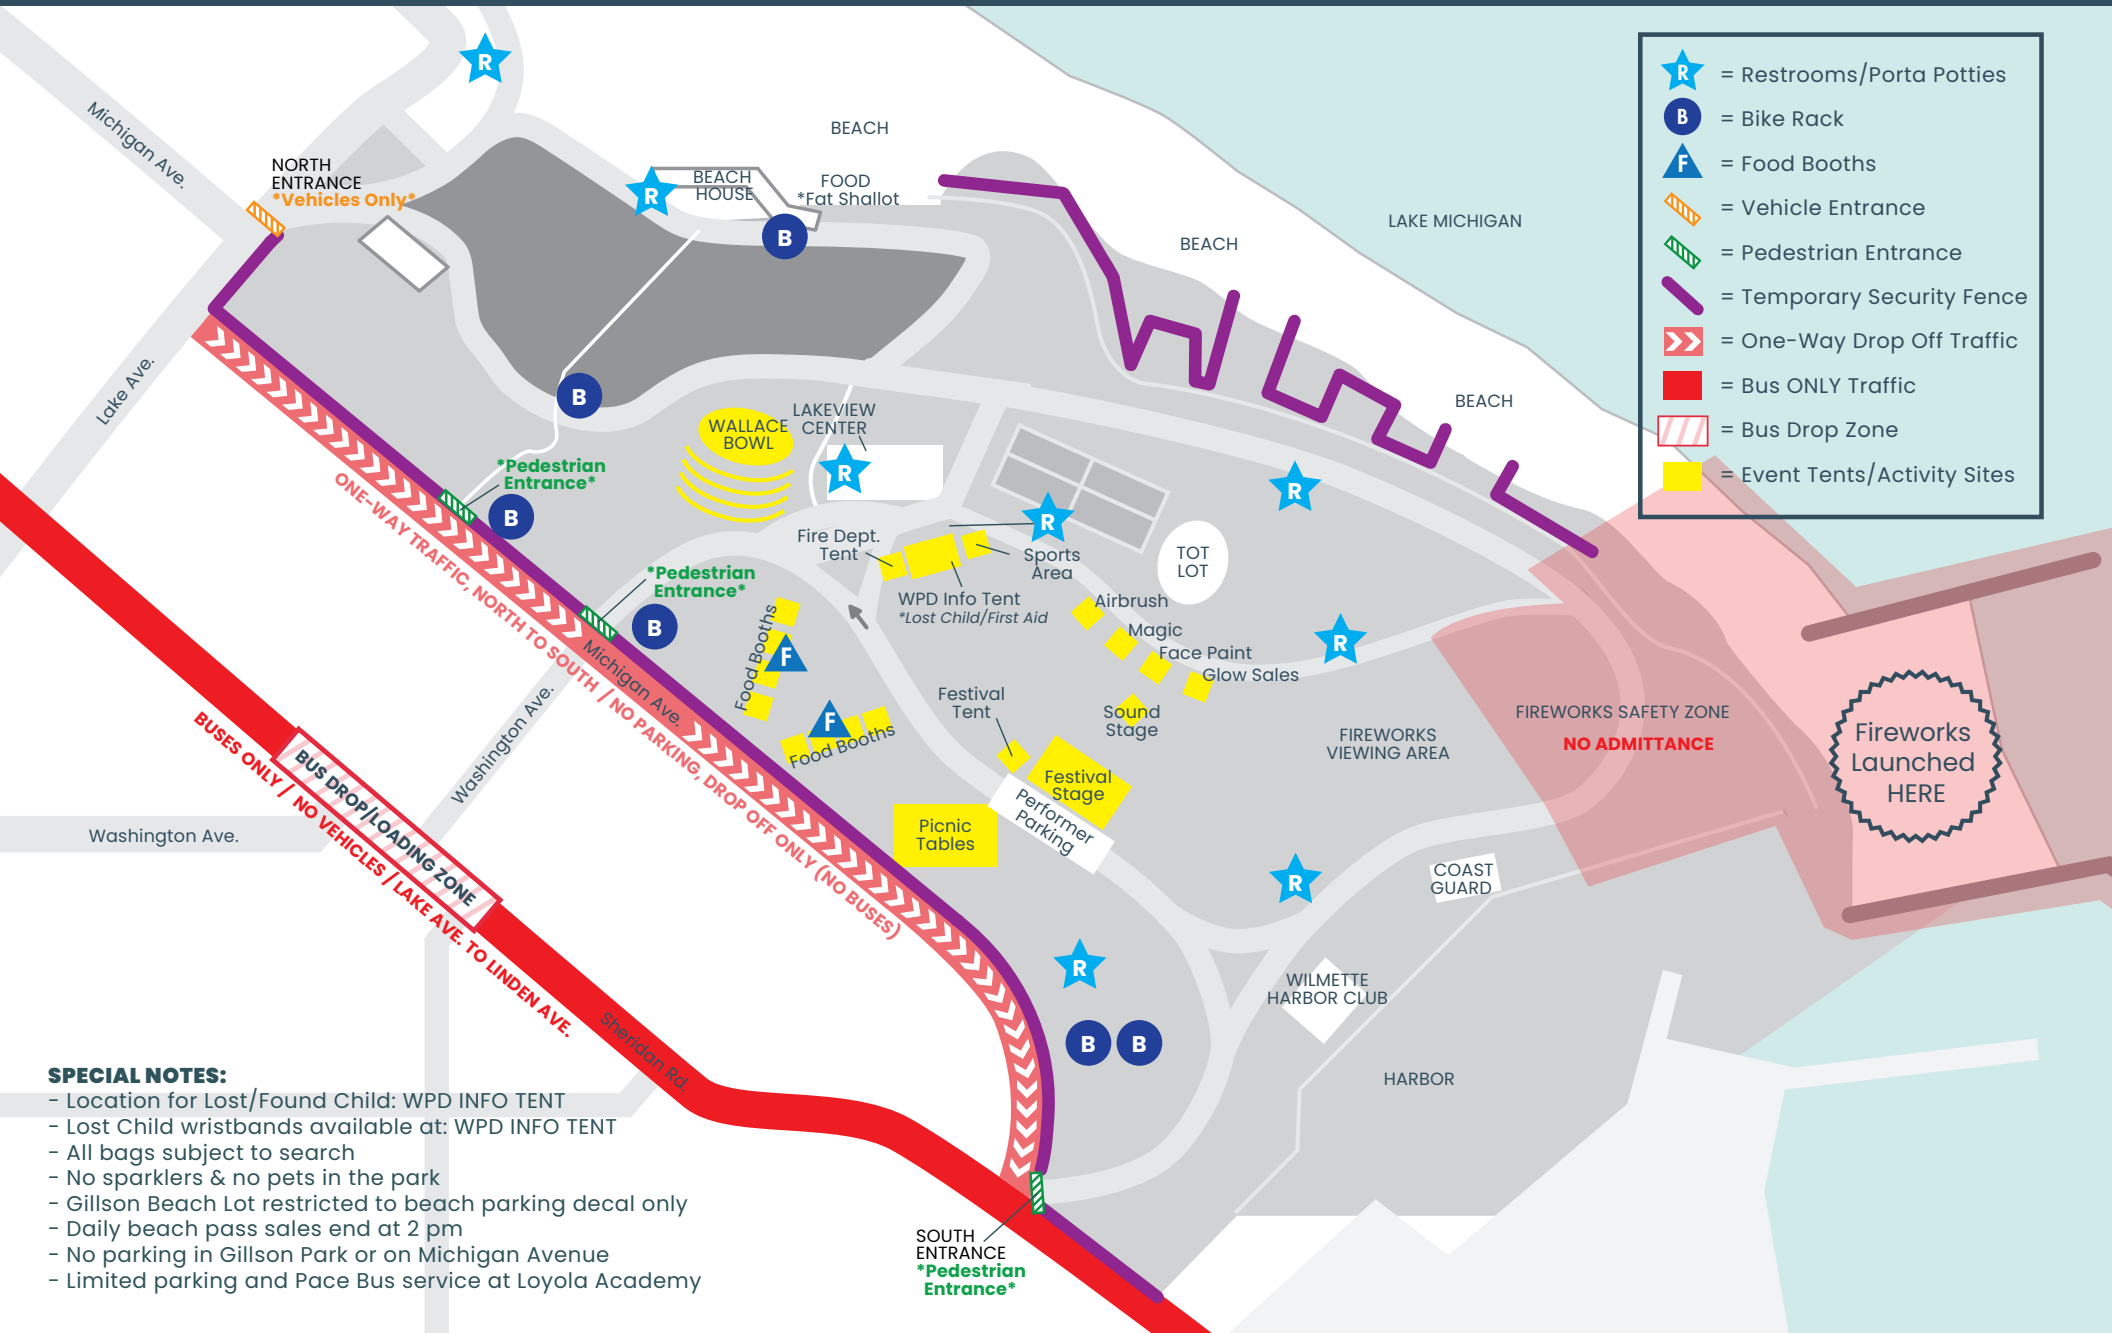 R
Michigan Ave.
NORTH
ENTRANCE
*Vehicles Only*
Lake Ave.
BEACH
R
BEACH
HOUSE
FOOD
*Fat Shallot
B
BEACH
LAKE MICHIGAN
BEACH
R = Restrooms/Porta Potties
B = Bike Rack
F = Food Booths
= Vehicle Entrance
= Pedestrian Entrance
= Temporary Security Fence
= One-Way Drop Off Traffic
= Bus ONLY Traffic
= Bus Drop Zone
= Event Tents/Activity Sites
B
WALLACE
BOWL
LAKEVIEW
CENTER
R
*Pedestrian
Entrance*
B
ONE-WAY TRAFFIC, NORTH TO SOUTH / NO PARKING, DROP OFF ONLY (NO BUSES)
*Pedestrian
Entrance*
B
Michigan Ave.
Fire Dept.
Tent
R
Sports
Area
WPD Info Tent
*Lost Child/First Aid
TOT
LOT
R
R
Airbrush
Magic
Face Paint
Glow Sales
Sound
Stage
Food Booths
F
F
Food Booths
Festival
Tent
Festival
Stage
Performer
Parking
Picnic
Tables
FIREWORKS
VIEWING AREA
FIREWORKS SAFETY ZONE
NO ADMITTANCE
Fireworks
Launched
HERE
COAST
GUARD
R
R
B
B
WILMETTE
HARBOR CLUB
HARBOR
Washington Ave.
Washington Ave.
BUS DROP/LOADING ZONE
BUSES ONLY / NO VEHICLES / LAKE AVE. TO LINDEN AVE.
Sheridan Rd.
SOUTH
ENTRANCE
*Pedestrian
Entrance*
SPECIAL NOTES:
- Location for Lost/Found Child: WPD INFO TENT
- Lost Child wristbands available at: WPD INFO TENT
- All bags subject to search
- No sparklers & no pets in the park
- Gillson Beach Lot restricted to beach parking decal only
- Daily beach pass sales end at 2 pm
- No parking in Gillson Park or on Michigan Avenue
- Limited parking and Pace Bus service at Loyola Academy